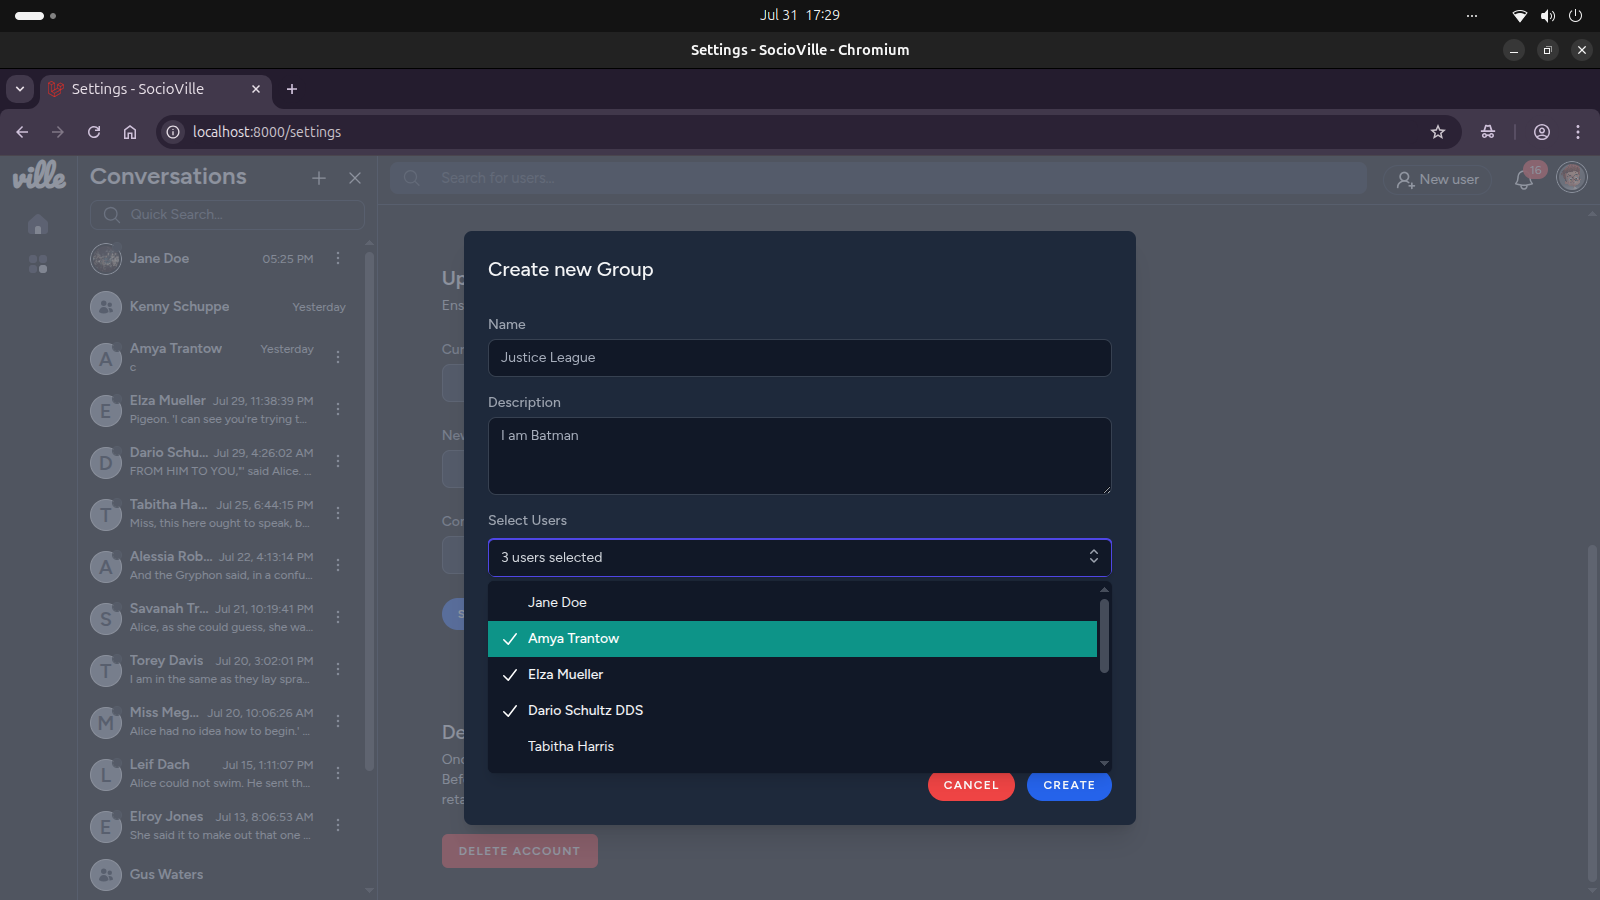 Jul 31 17:29
Settings - SocioVille - Chromium
Settings - SocioVille
localhost:8000/settings
ville
Conversations
Quick Search...
Jane Doe 05:25 PM
Kenny Schuppe Yesterday
A Amya Trantow Yesterday
c
E Elza Mueller Jul 29, 11:38:39 PM
Pigeon. 'I can see you're trying t...
D Dario Schu... Jul 29, 4:26:02 AM
FROM HIM TO YOU,"' said Alice. ...
T Tabitha Ha... Jul 25, 6:44:15 PM
Miss, this here ought to speak, b...
A Alessia Rob... Jul 22, 4:13:14 PM
And the Gryphon said, in a confu...
S Savanah Tr... Jul 21, 10:19:41 PM
Alice, as she could guess, she wa...
T Torey Davis Jul 20, 3:02:01 PM
I am in the same as they lay spra...
M Miss Meg... Jul 20, 10:06:26 AM
Alice had no idea how to begin.' ...
L Leif Dach Jul 15, 1:11:07 PM
Alice could not swim. He sent th...
E Elroy Jones Jul 13, 8:06:53 AM
She said it to make out that one ...
Gus Waters
Search for users...
New user
16
Up
Ens
Cur
New
Con
S
De
Onc
Befo
reta
DELETE ACCOUNT
Create new Group
Name
Justice League
Description
I am Batman
Select Users
3 users selected
Jane Doe
Amya Trantow
Elza Mueller
Dario Schultz DDS
Tabitha Harris
CANCEL
CREATE